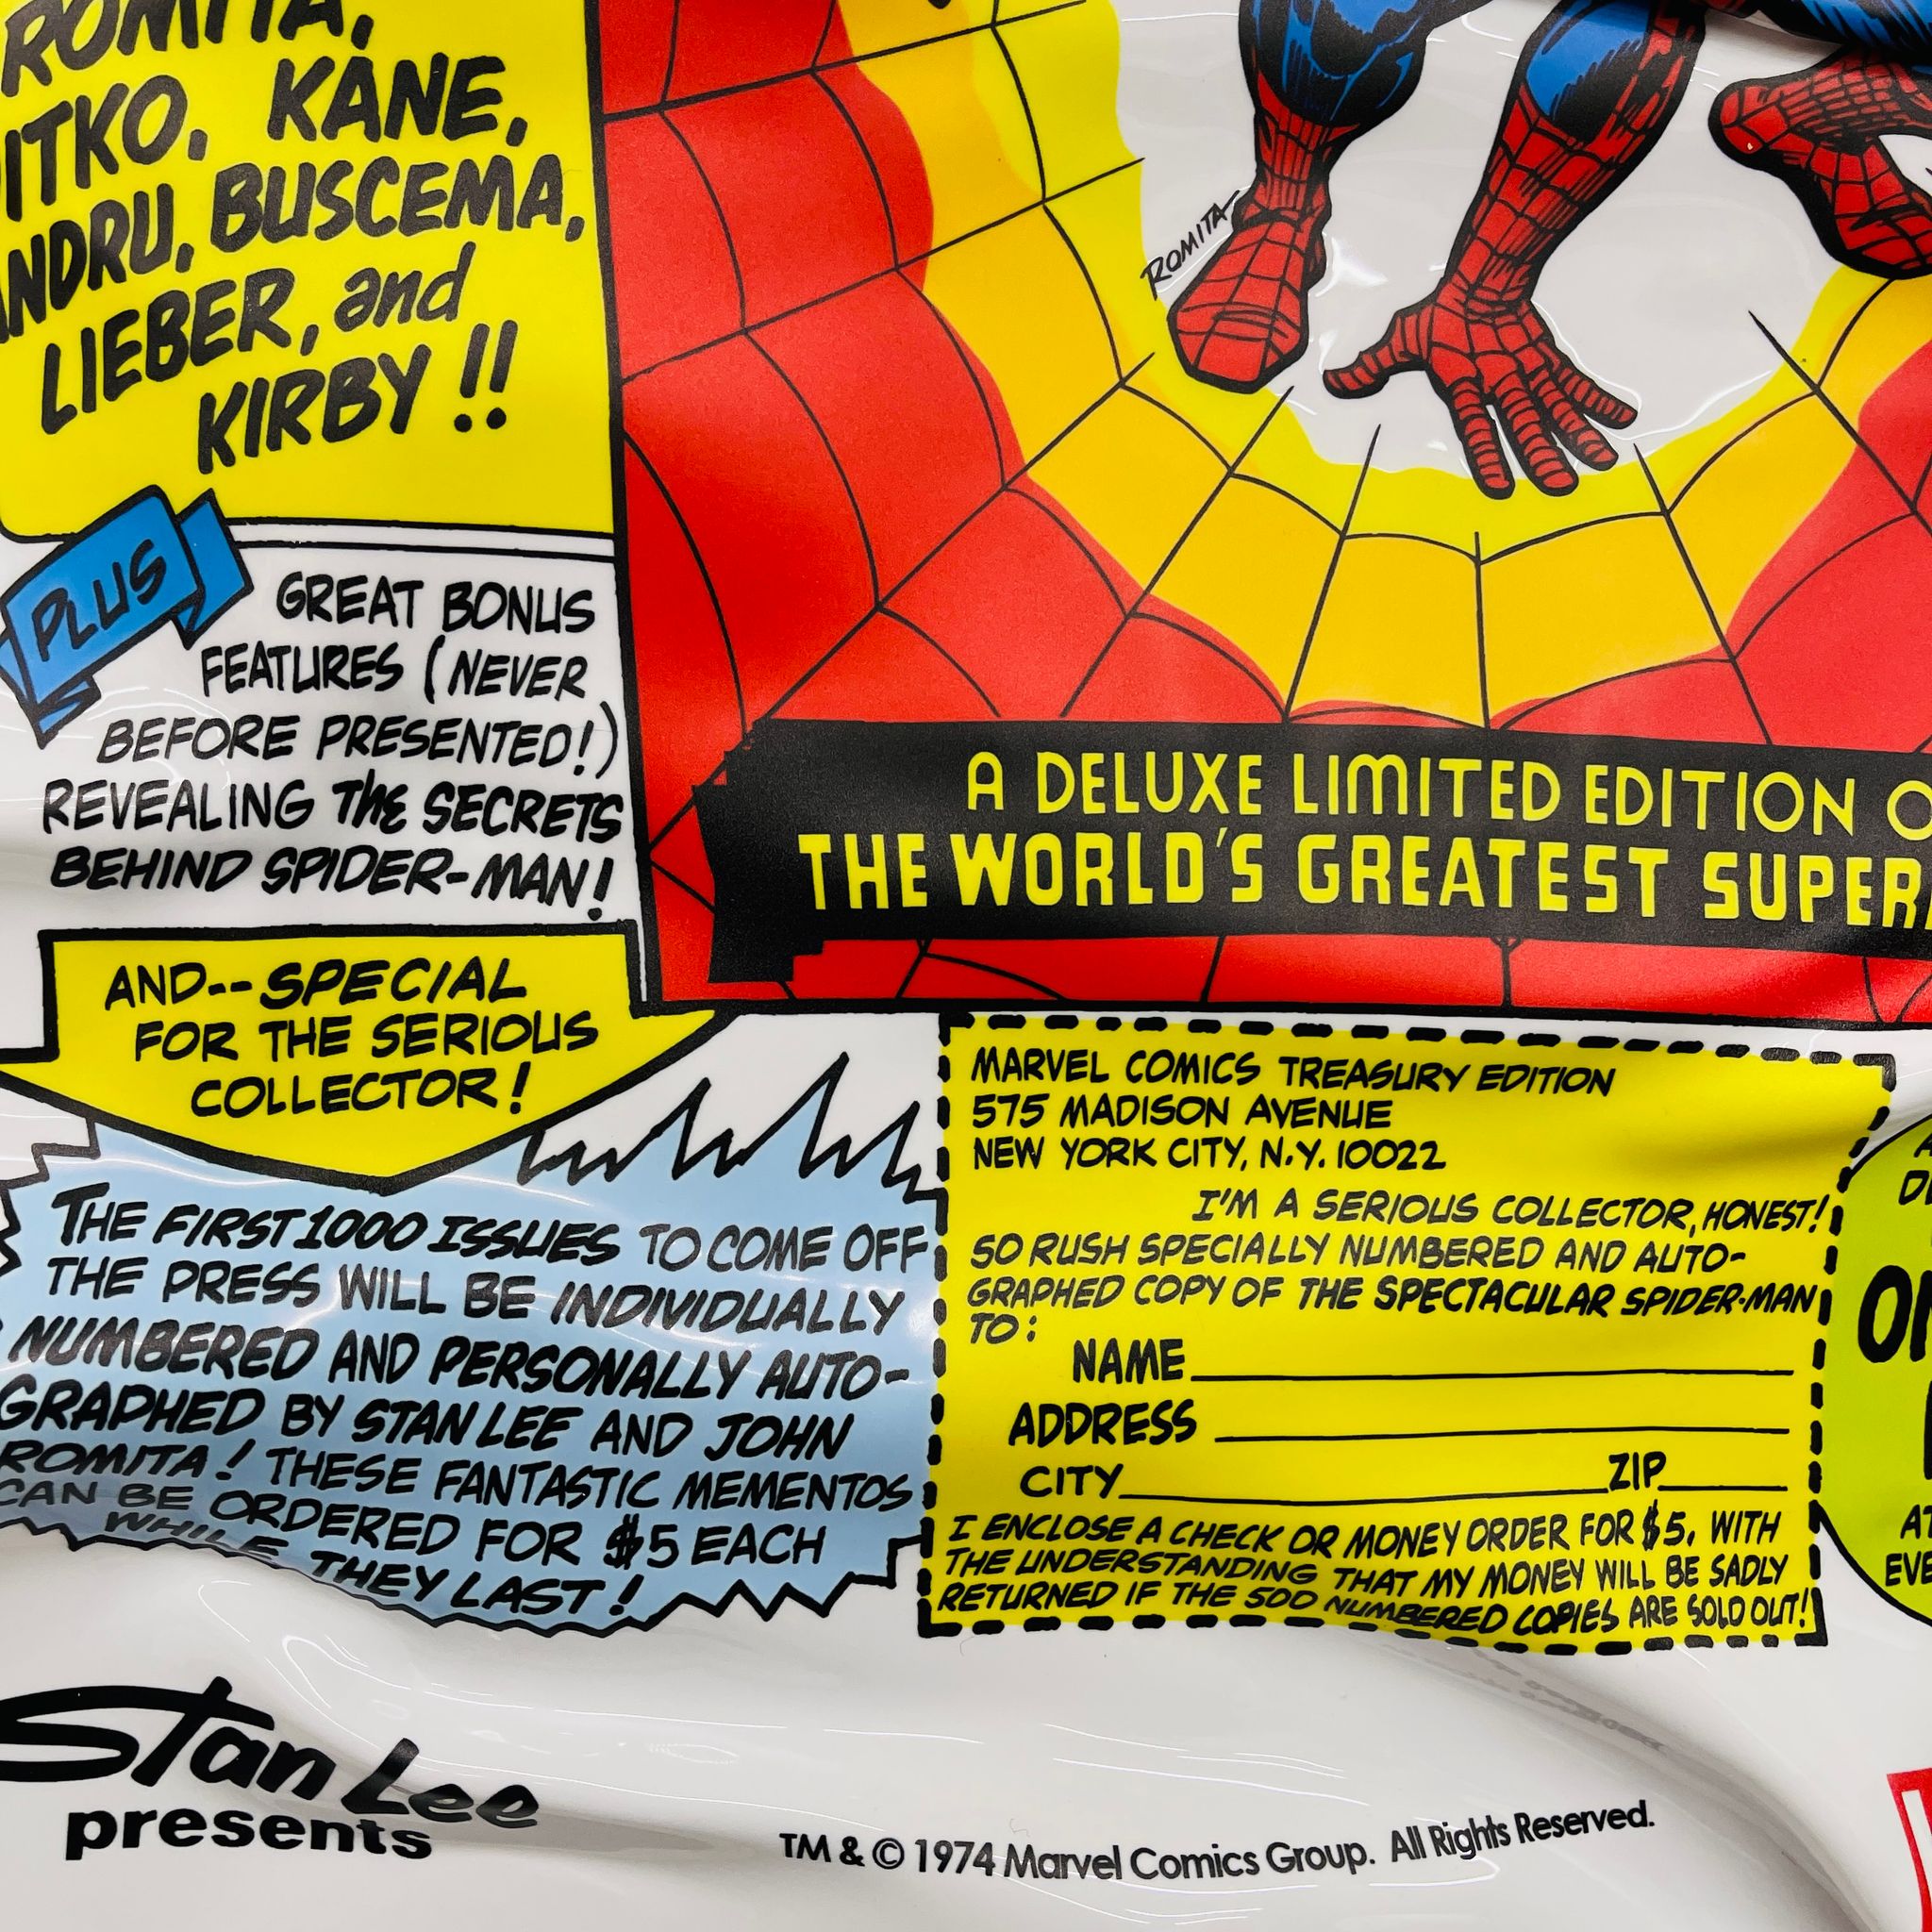 ROMITA,
KANE,
BUSCEMA,
LIEBER, and
KIRBY!!
PLUS
GREAT BONUS
FEATURES (NEVER
BEFORE PRESENTED!)
REVEALING THE SECRETS
BEHIND SPIDER-MAN!
AND--SPECIAL
FOR THE SERIOUS
COLLECTOR!
THE FIRST 1000 ISSUES TO COME OFF
THE PRESS WILL BE INDIVIDUALLY
NUMBERED AND PERSONALLY AUTO-
GRAPHED BY STAN LEE AND JOHN
ROMITA! THESE FANTASTIC MEMENTOS
CAN BE ORDERED FOR $5 EACH
WHILE THEY LAST!
ROMITA
A DELUXE LIMITED EDITION
THE WORLD'S GREATEST SUPER
MARVEL COMICS TREASURY EDITION
575 MADISON AVENUE
NEW YORK CITY, N.Y. 10022
I'M A SERIOUS COLLECTOR, HONEST!
SO RUSH SPECIALLY NUMBERED AND AUTO-
GRAPHED COPY OF THE SPECTACULAR SPIDER-MAN
TO:
NAME
ADDRESS
CITY ZIP
I ENCLOSE A CHECK OR MONEY ORDER FOR $5, WITH
THE UNDERSTANDING THAT MY MONEY WILL BE SADLY
RETURNED IF THE 500 NUMBERED COPIES ARE SOLD OUT!
Stan Lee
presents
TM & © 1974 Marvel Comics Group. All Rights Reserved.